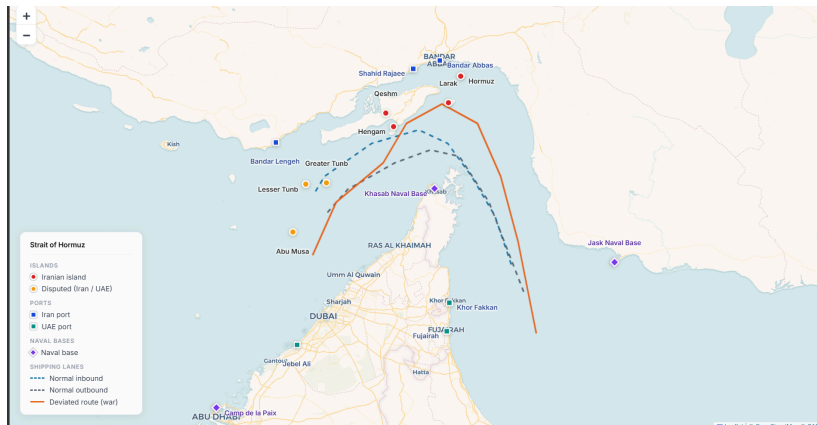 +
−
BANDAR
Bandar Abbas
Shahid Rajaee
Larak
Hormuz
Qeshm
Hengam
Kish
Bandar Lengeh
Greater Tunb
Lesser Tunb
Khasab Naval Base
Abu Musa
RAS AL KHAIMAH
Jask Naval Base
Umm Al Quwain
Sharjah
DUBAI
Khor Fakkan
FUJAIRAH
Fujairah
Jebel Ali
Hatta
ABU DHABI
Camp de la Paix
Strait of Hormuz
ISLANDS
Iranian island
Disputed (Iran / UAE)
PORTS
Iran port
UAE port
NAVAL BASES
Naval base
SHIPPING LANES
Normal inbound
Normal outbound
Deviated route (war)